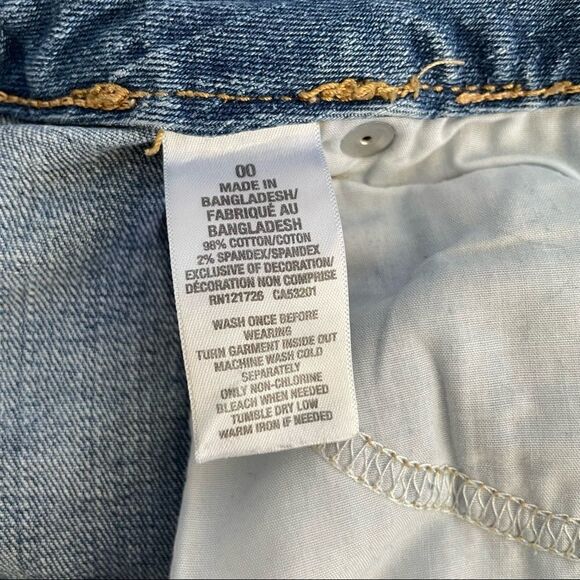 00
MADE IN
BANGLADESH/
FABRIQUÉ AU
BANGLADESH
98% COTTON/COTON
2% SPANDEX/SPANDEX
EXCLUSIVE OF DECORATION/
DÉCORATION NON COMPRISE
RN121726 CA53201
WASH ONCE BEFORE
WEARING
TURN GARMENT INSIDE OUT
MACHINE WASH COLD
SEPARATELY
ONLY NON-CHLORINE
BLEACH WHEN NEEDED
TUMBLE DRY LOW
WARM IRON IF NEEDED